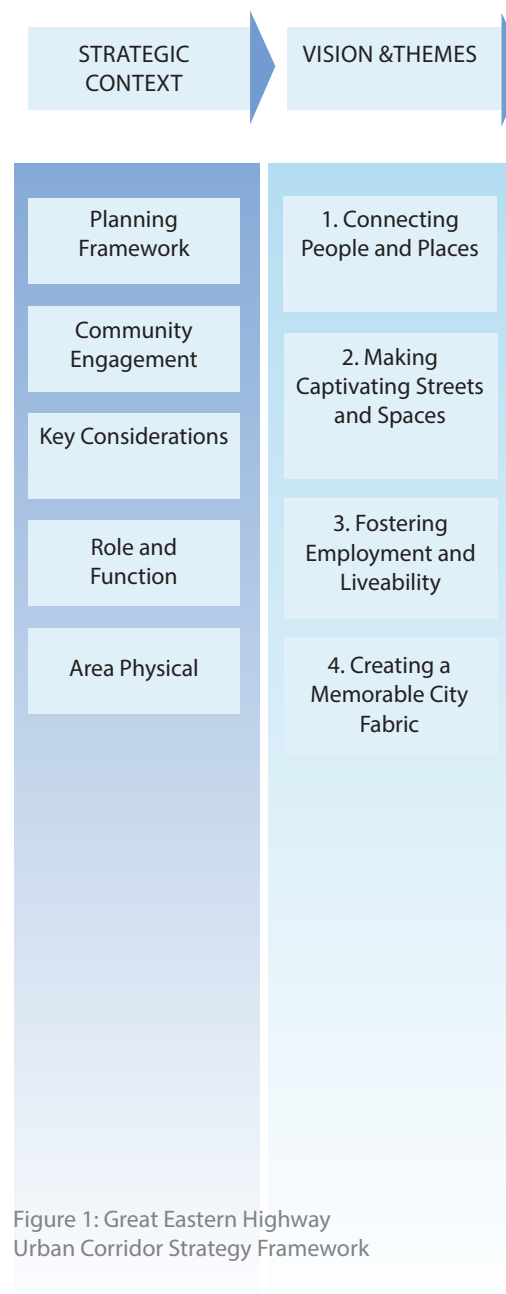 STRATEGIC
CONTEXT
VISION &THEMES
Planning
Framework
Community
Engagement
Key Considerations
Role and
Function
Area Physical
1. Connecting
People and Places
2. Making
Captivating Streets
and Spaces
3. Fostering
Employment and
Liveability
4. Creating a
Memorable City
Fabric
Figure 1: Great Eastern Highway
Urban Corridor Strategy Framework